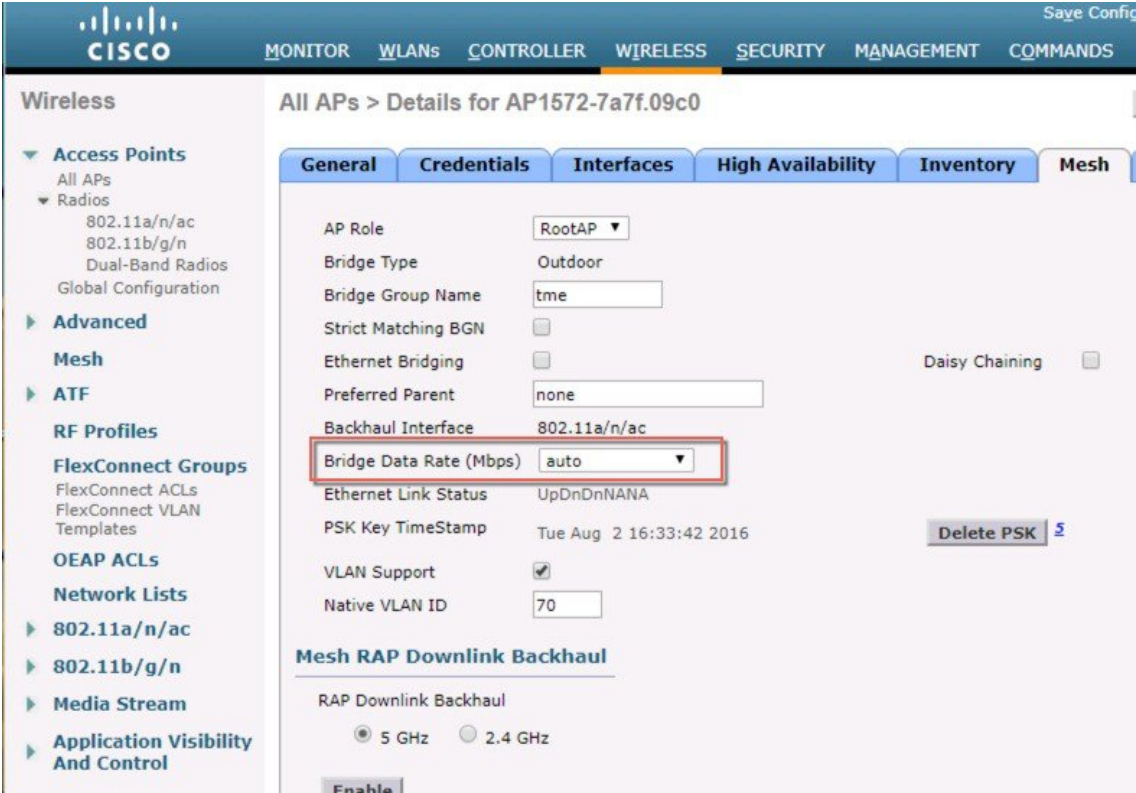 Save Config
CISCO
MONITOR WLANs CONTROLLER WIRELESS SECURITY MANAGEMENT COMMANDS
Wireless
Access Points
All APs
Radios
802.11a/n/ac
802.11b/g/n
Dual-Band Radios
Global Configuration
Advanced
Mesh
ATF
RF Profiles
FlexConnect Groups
FlexConnect ACLs
FlexConnect VLAN
Templates
OEAP ACLs
Network Lists
802.11a/n/ac
802.11b/g/n
Media Stream
Application Visibility
And Control
All APs > Details for AP1572-7a7f.09c0
General Credentials Interfaces High Availability Inventory Mesh
AP Role RootAP
Bridge Type Outdoor
Bridge Group Name tme
Strict Matching BGN
Ethernet Bridging Daisy Chaining
Preferred Parent none
Backhaul Interface 802.11a/n/ac
Bridge Data Rate (Mbps) auto
Ethernet Link Status UpDnDnNANA
PSK Key TimeStamp Tue Aug 2 16:33:42 2016 Delete PSK 5
VLAN Support
Native VLAN ID 70
Mesh RAP Downlink Backhaul
RAP Downlink Backhaul
5 GHz 2.4 GHz
Enable